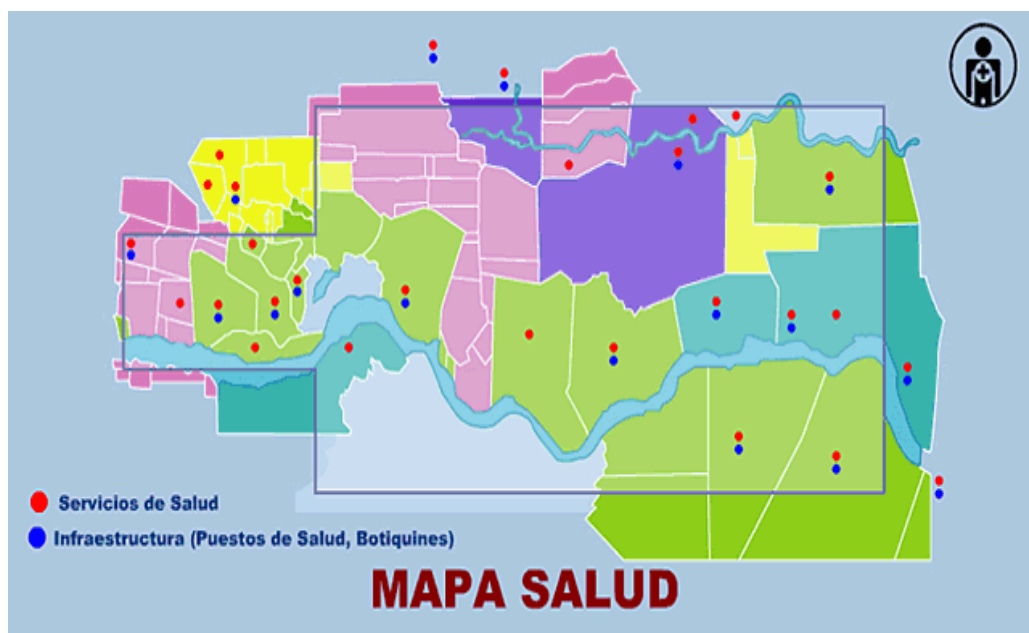 Servicios de Salud
Infraestructura (Puestos de Salud, Botiquines)
MAPA SALUD